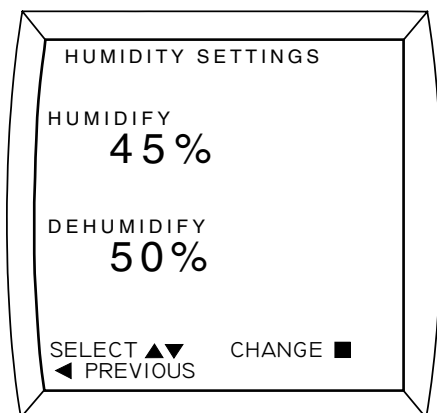 HUMIDITY SETTINGS
HUMIDIFY
45%
DEHUMIDIFY
50%
SELECT ▲▼ CHANGE ■
◀ PREVIOUS